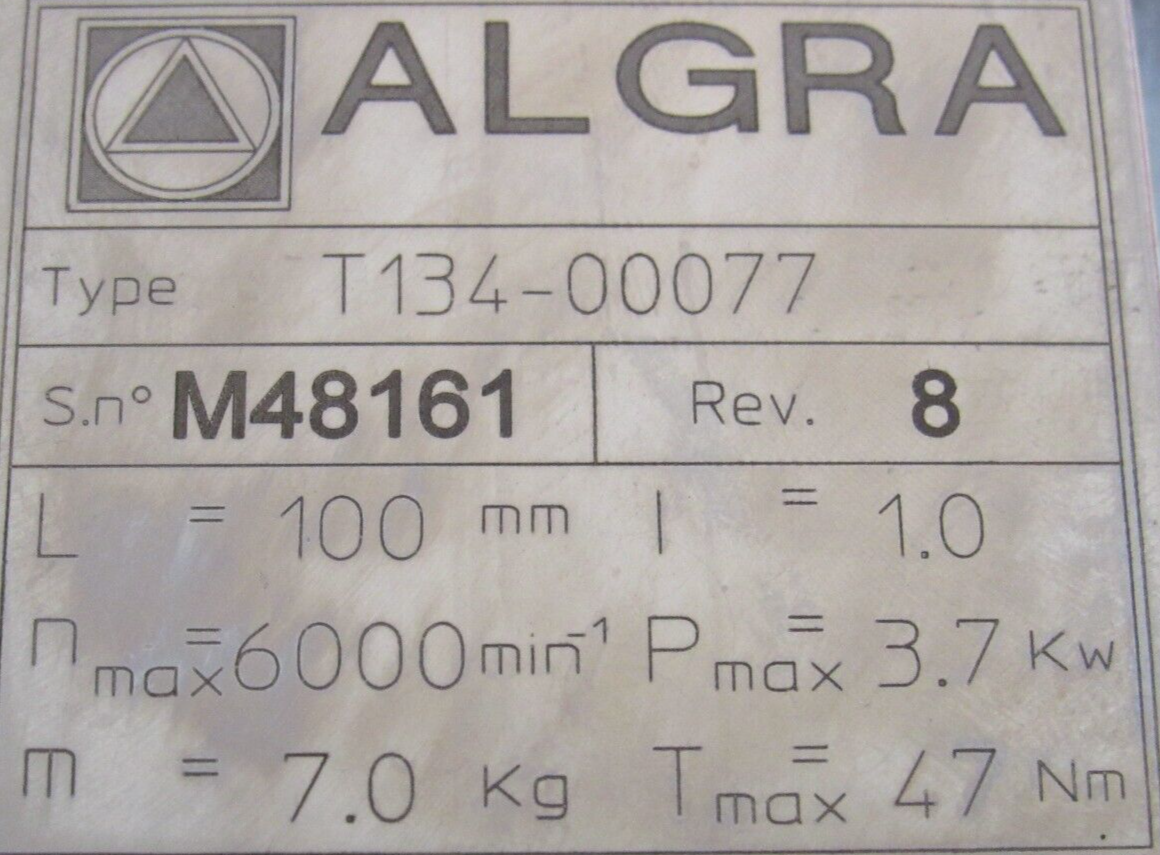 ALGRA
Type T134-00077
S.n° M48161 Rev. 8
L = 100 mm I = 1.0
n max = 6000 min⁻¹ P max = 3.7 Kw
m = 7.0 Kg T max = 47 Nm